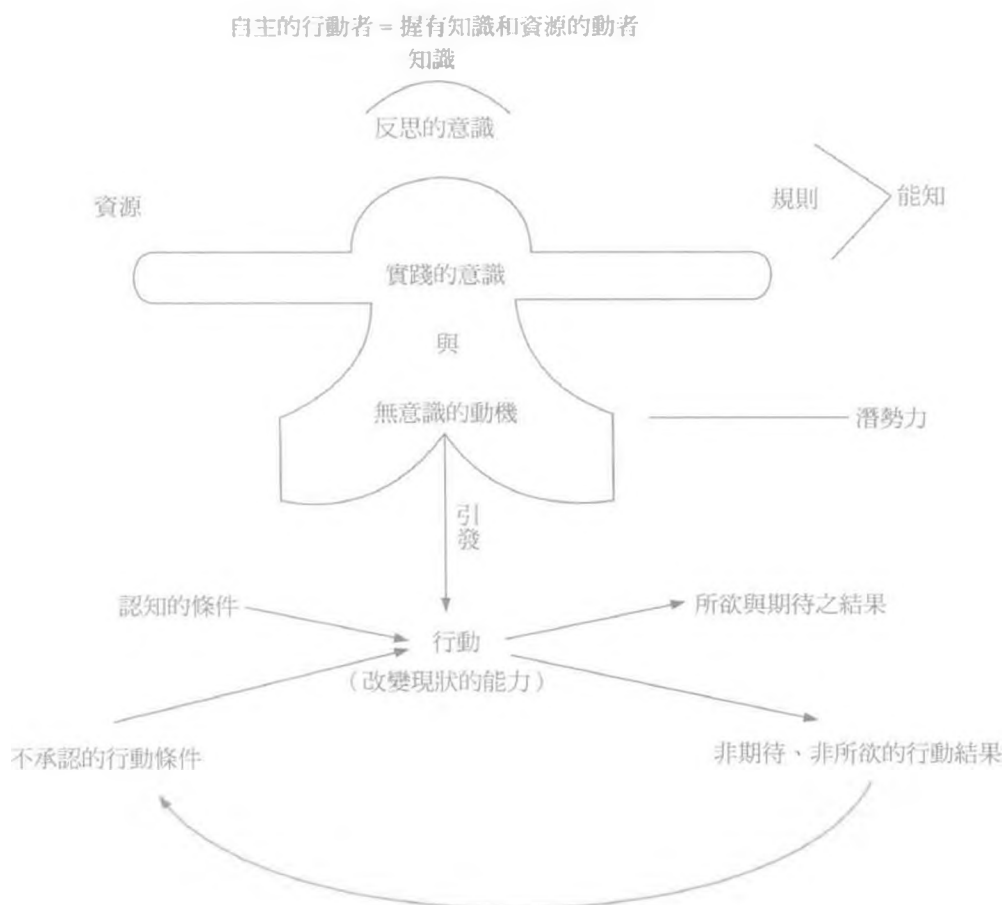 自主的行動者 = 握有知識和資源的動者
知識
反思的意識
資源
規則
能知
實踐的意識
與
無意識的動機
潛勢力
引發
認知的條件
所欲與期待之結果
行動
（改變現狀的能力）
不承認的行動條件
非期待、非所欲的行動結果